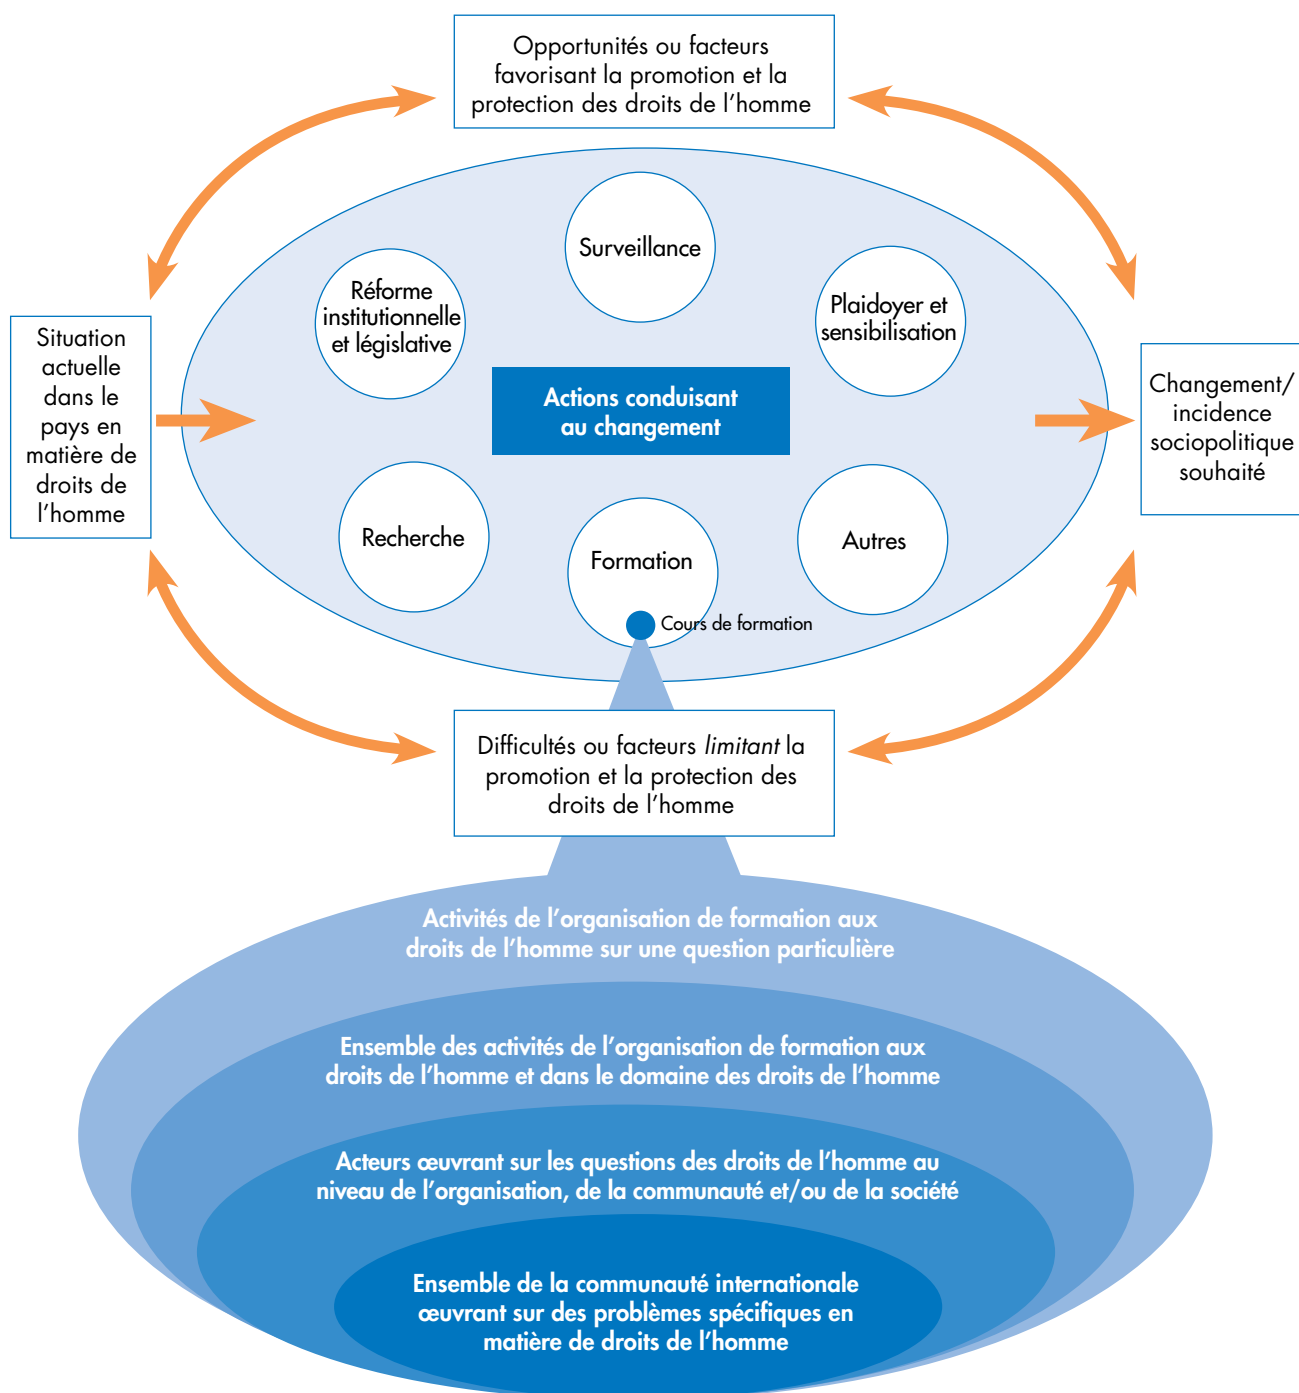 Opportunités ou facteurs
favorisant la promotion et la
protection des droits de l’homme
Surveillance
Réforme
institutionnelle
et législative
Plaidoyer et
sensibilisation
Situation
actuelle
dans le
pays en
matière de
droits de
l’homme
Actions conduisant
au changement
Changement/
incidence
sociopolitique
souhaité
Recherche
Formation
Autres
Cours de formation
Difficultés ou facteurs limitant la
promotion et la protection des
droits de l’homme
Activités de l’organisation de formation aux
droits de l’homme sur une question particulière
Ensemble des activités de l’organisation de formation aux
droits de l’homme et dans le domaine des droits de l’homme
Acteurs œuvrant sur les questions des droits de l’homme au
niveau de l’organisation, de la communauté et/ou de la société
Ensemble de la communauté internationale
œuvrant sur des problèmes spécifiques en
matière de droits de l’homme